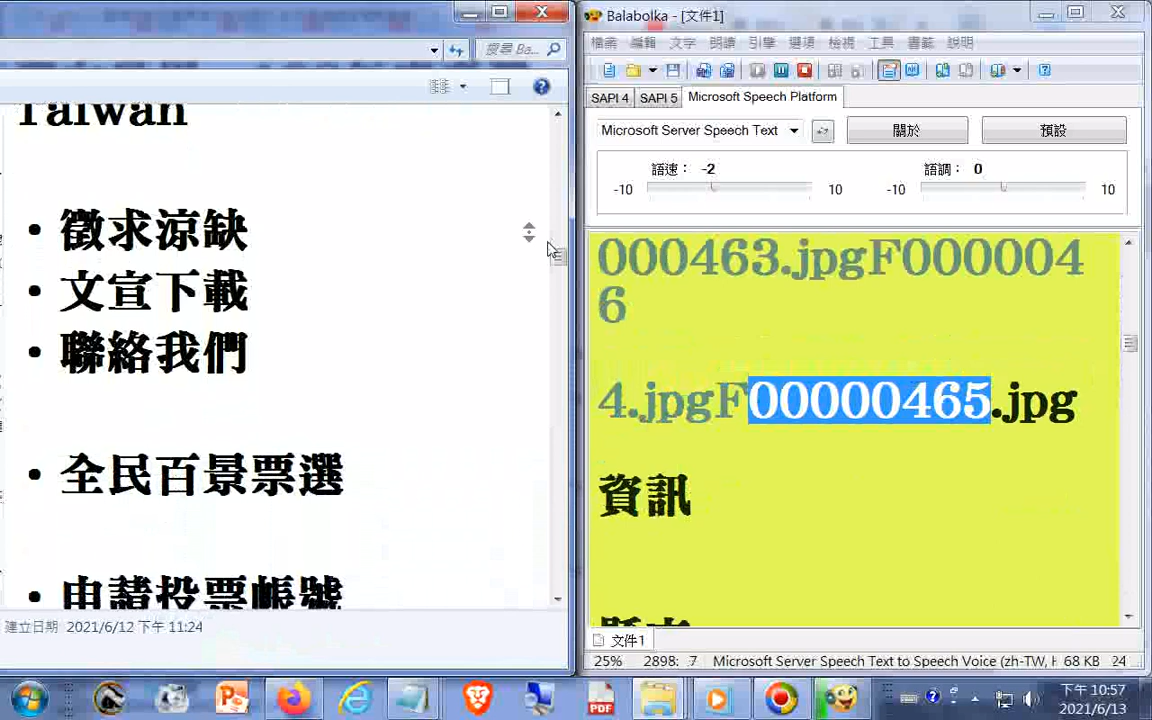 搜尋 Ba...
Taiwan
• 徵求涼缺
• 文宣下載
• 聯絡我們
• 全民百景票選
• 申請投票帳號
建立日期 2021/6/12 下午 11:24
Balabolka - [文件1]
檔案 編輯 文字 朗讀 引擎 選項 檢視 工具 書籤 說明
SAPI 4 SAPI 5 Microsoft Speech Platform
Microsoft Server Speech Text 關於 預設
語速： -2 語調： 0
-10 10 -10 10
000463.jpgF000004
6
4.jpgF00000465.jpg
資訊
文件1
25% 2898: 7 Microsoft Server Speech Text to Speech Voice (zh-TW, H 68 KB 24
PDF
下午 10:57
2021/6/13